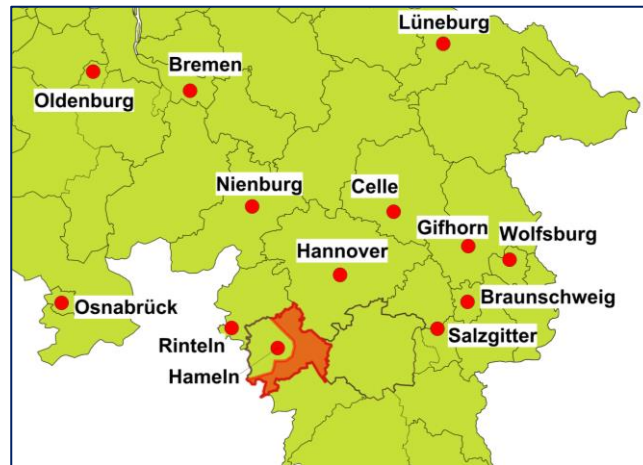 Lüneburg
Bremen
Oldenburg
Nienburg
Celle
Gifhorn
Wolfsburg
Hannover
Osnabrück
Braunschweig
Rinteln
Salzgitter
Hameln